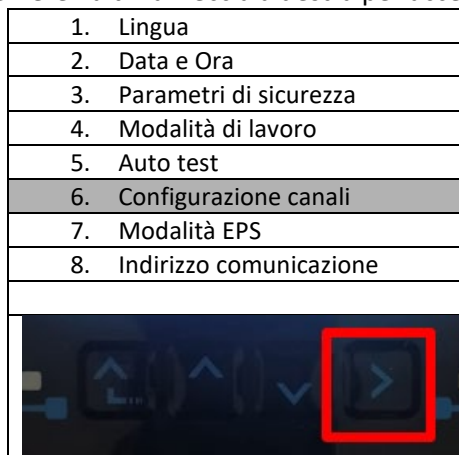 1. Lingua
2. Data e Ora
3. Parametri di sicurezza
4. Modalità di lavoro
5. Auto test
6. Configurazione canali
7. Modalità EPS
8. Indirizzo comunicazione